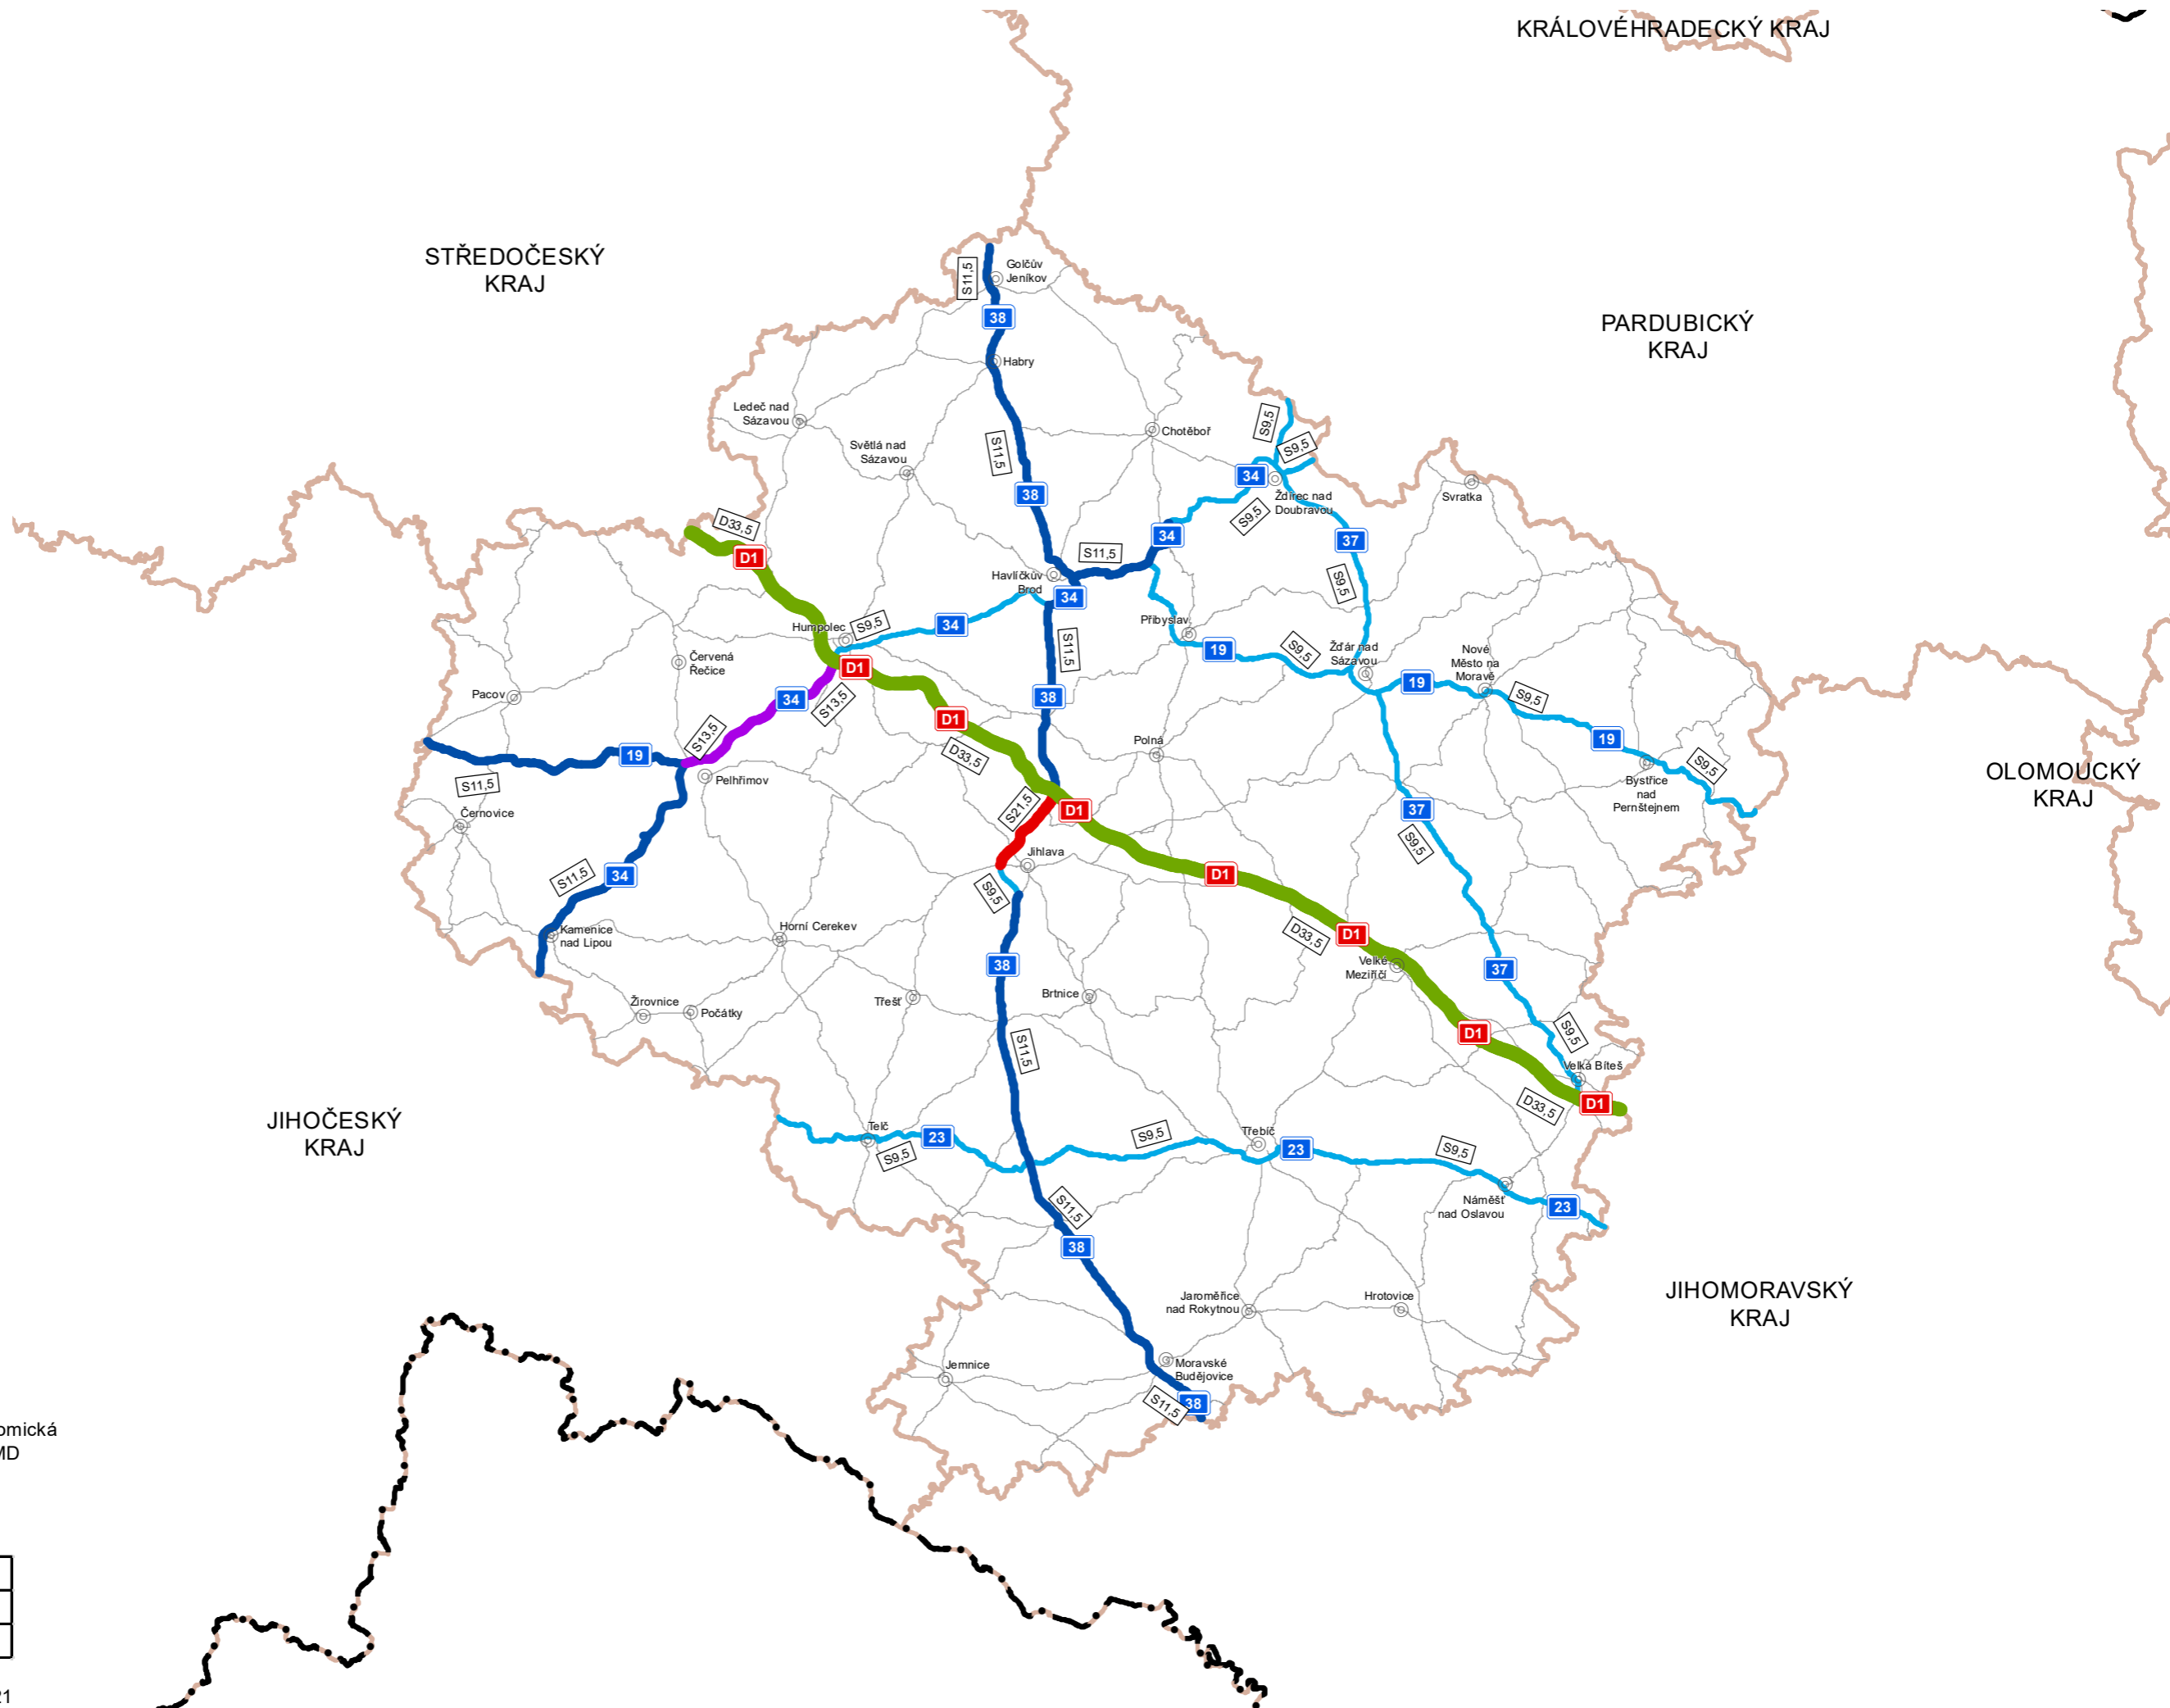 KRÁLOVÉHRADECKÝ KRAJ
STŘEDOČESKÝ
KRAJ
S11,5
Golčův
Jeníkov
38
PARDUBICKÝ
KRAJ
Habry
Ledeč nad
Sázavou
S9,5
Chotěboř
S9,5
Světlá nad
Sázavou
S11,5
34
38
Ždírec nad
Doubravou
Svratka
S9,5
D33,5
34
37
D1
S11,5
Havlíčkův
Brod
34
S9,5
Humpolec
S9,5
34
Přibyslav
S11,5
19
S9,5
Žďár nad
Sázavou
Nové
Město na
Moravě
Červená
Řečice
D1
19
S9,5
Pacov
34
S13,5
38
D1
S13,5
19
D33,5
Polná
19
S9,5
Pelhřimov
Bystřice
nad
Pernštejnem
OLOMOUCKÝ
KRAJ
S11,5
Černovice
S21,5
D1
37
S9,5
Jihlava
S11,5
34
S9,5
D1
Kamenice
nad Lipou
Horní Cerekev
D33,5
D1
38
Velké
Meziříčí
37
Žirovnice
Počátky
Třešť
Brtnice
S11,5
D1
S9,5
Velká Bíteš
D33,5
D1
JIHOČESKÝ
KRAJ
Telč
23
S9,5
S9,5
Třebíč
23
S9,5
S11,5
Náměšť
nad Oslavou
23
38
Jaroměřice
nad Rokytnou
Hrotovice
JIHOMORAVSKÝ
KRAJ
Jemnice
Moravské
Budějovice
S11,5
38
omická
MD
21